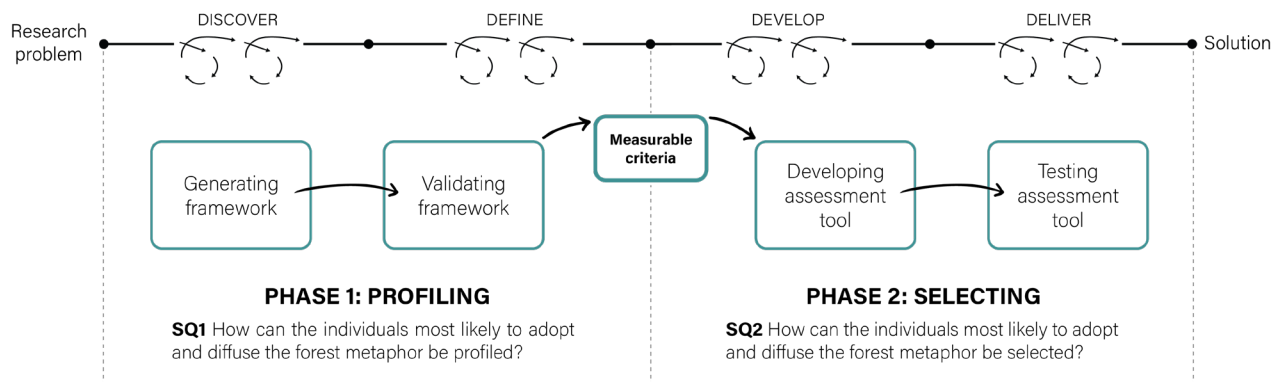 DISCOVER
DEFINE
DEVELOP
DELIVER
Research
problem
Solution
Measurable
criteria
Generating
framework
Validating
framework
Developing
assessment
tool
Testing
assessment
tool
PHASE 1: PROFILING
SQ1 How can the individuals most likely to adopt
and diffuse the forest metaphor be profiled?
PHASE 2: SELECTING
SQ2 How can the individuals most likely to adopt
and diffuse the forest metaphor be selected?